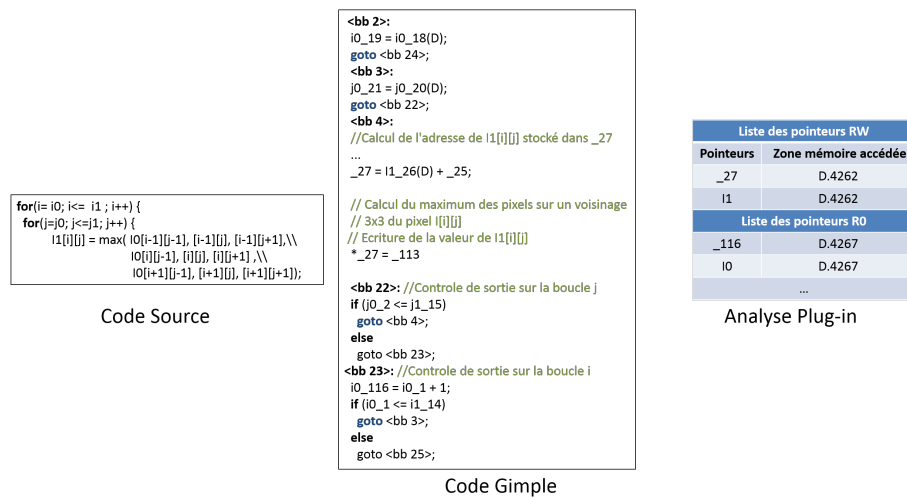 for(i= i0; i<= i1 ; i++) {
for(j=j0; j<=j1; j++) {
I1[i][j] = max( I0[i-1][j-1], [i-1][j], [i-1][j+1],\\
I0[i][j-1], [i][j], [i][j+1] ,\\
I0[i+1][j-1], [i+1][j], [i+1][j+1]);
Code Source
<bb 2>:
i0_19 = i0_18(D);
goto <bb 24>;
<bb 3>:
j0_21 = j0_20(D);
goto <bb 22>;
<bb 4>:
//Calcul de l'adresse de I1[i][j] stocké dans _27
...
_27 = I1_26(D) + _25;
// Calcul du maximum des pixels sur un voisinage
// 3x3 du pixel I[i][j]
// Ecriture de la valeur de I1[i][j]
*_27 = _113
<bb 22>: //Controle de sortie sur la boucle j
if (j0_2 <= j1_15)
goto <bb 4>;
else
goto <bb 23>;
<bb 23>: //Controle de sortie sur la boucle i
i0_116 = i0_1 + 1;
if (i0_1 <= i1_14)
goto <bb 3>;
else
goto <bb 25>;
Code Gimple
Liste des pointeurs RW
Pointeurs Zone mémoire accédée
_27 D.4262
I1 D.4262
Liste des pointeurs R0
_116 D.4267
I0 D.4267
...
Analyse Plug-in